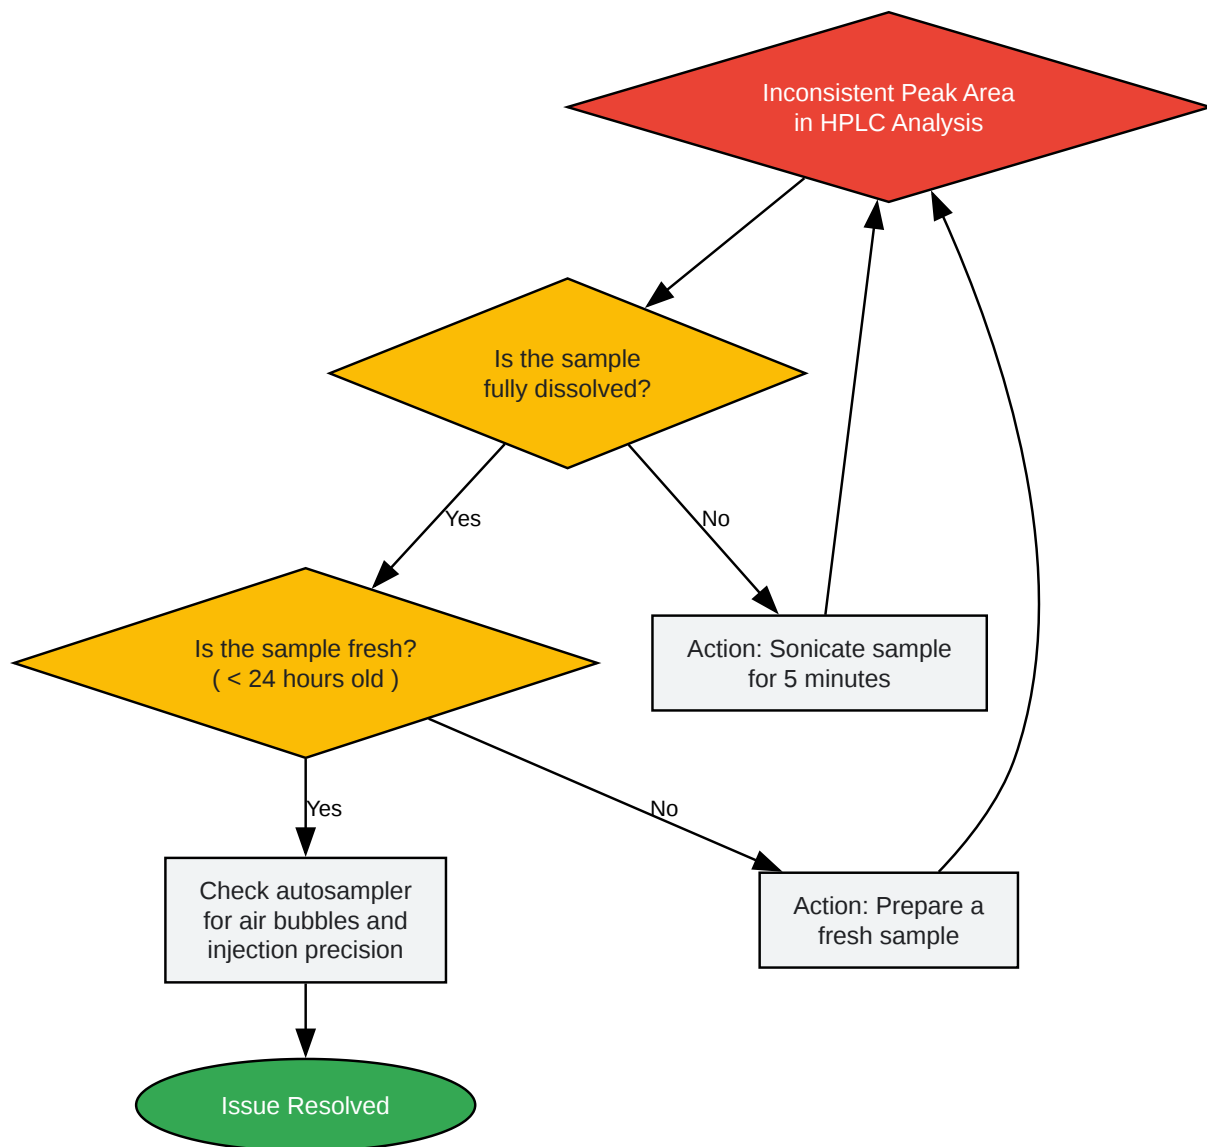 Inconsistent Peak Area
in HPLC Analysis
Is the sample
fully dissolved?
Yes
No
Is the sample fresh?
( < 24 hours old )
Action: Sonicate sample
for 5 minutes
Yes
No
Check autosampler
for air bubbles and
injection precision
Action: Prepare a
fresh sample
Issue Resolved